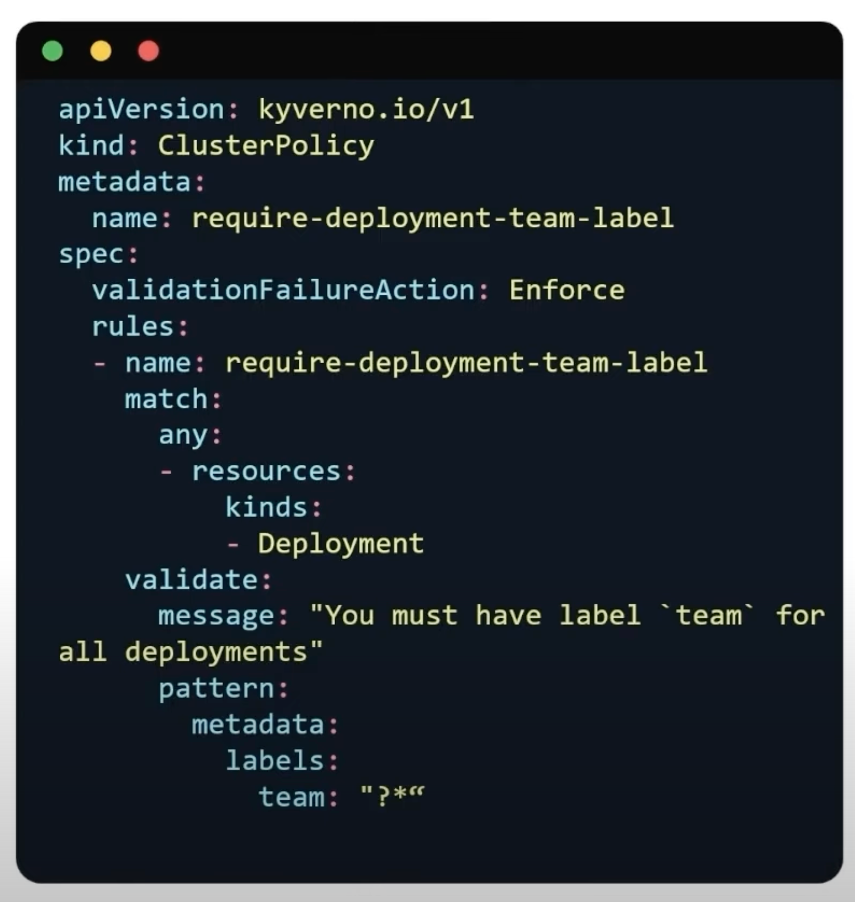 apiVersion: kyverno.io/v1
kind: ClusterPolicy
metadata:
  name: require-deployment-team-label
spec:
  validationFailureAction: Enforce
  rules:
  - name: require-deployment-team-label
    match:
      any:
      - resources:
          kinds:
          - Deployment
    validate:
      message: "You must have label `team` for
all deployments"
      pattern:
        metadata:
          labels:
            team: "?*“